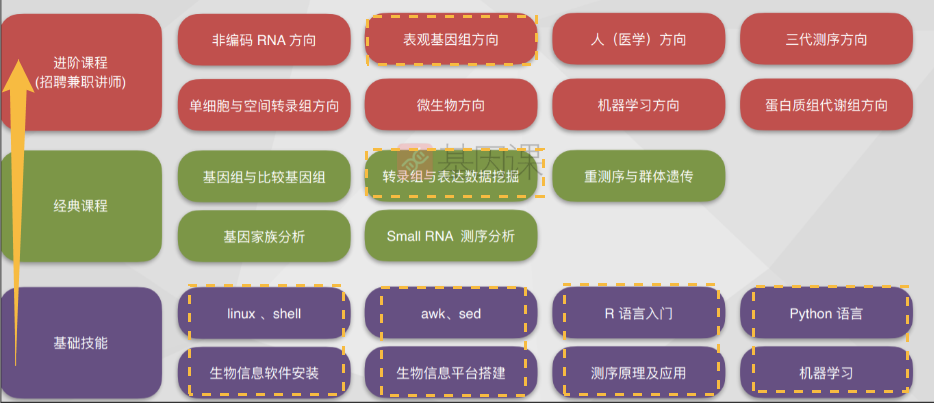 进阶课程
(招聘兼职讲师)
非编码 RNA 方向
表观基因组方向
人（医学）方向
三代测序方向
单细胞与空间转录组方向
微生物方向
机器学习方向
蛋白质组代谢组方向
经典课程
基因组与比较基因组
基因课
转录组与表达数据挖掘
重测序与群体遗传
基因家族分析
Small RNA 测序分析
基础技能
linux 、shell
awk、sed
R 语言入门
Python 语言
生物信息软件安装
生物信息平台搭建
测序原理及应用
机器学习